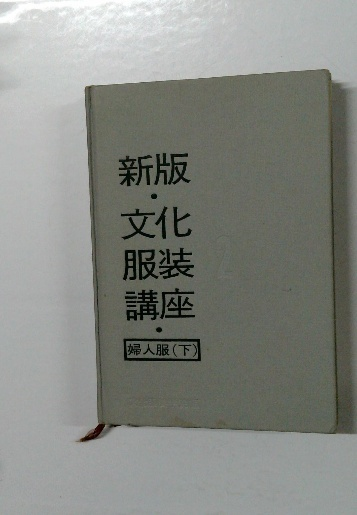 新版
・
文化
服装
講座
・
婦人服(下)